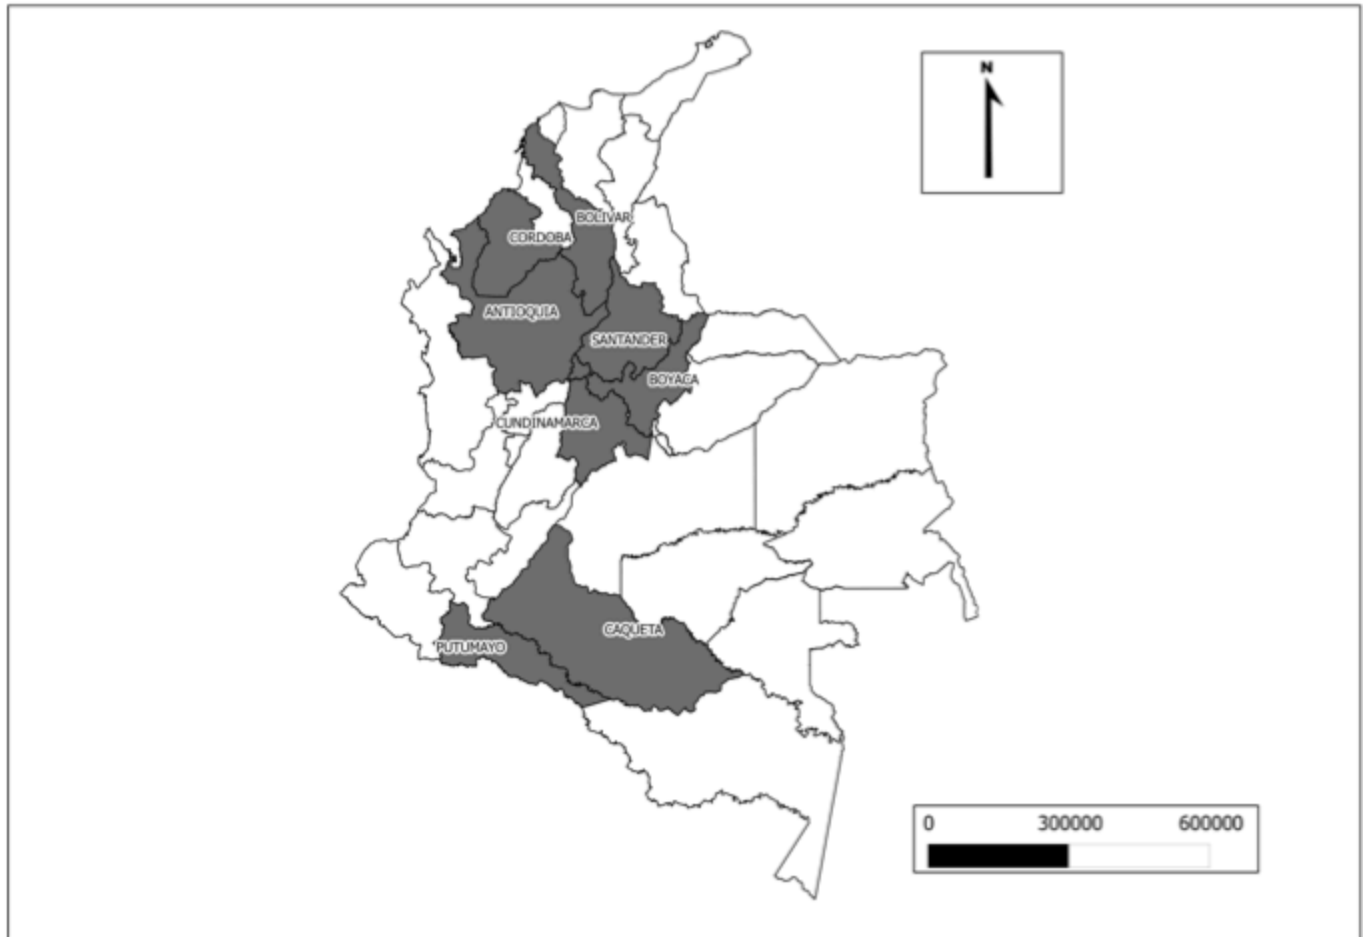 N
BOLIVAR
CORDOBA
ANTIOQUIA
SANTANDER
BOYACA
CUNDINAMARCA
CAQUETA
PUTUMAYO
0 300000 600000